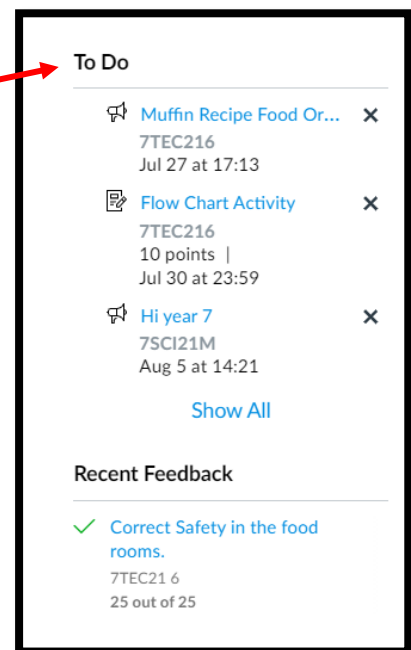 To Do
Muffin Recipe Food Or...
7TEC216
Jul 27 at 17:13
Flow Chart Activity
7TEC216
10 points |
Jul 30 at 23:59
Hi year 7
7SCI21M
Aug 5 at 14:21
Show All
Recent Feedback
Correct Safety in the food
rooms.
7TEC21 6
25 out of 25